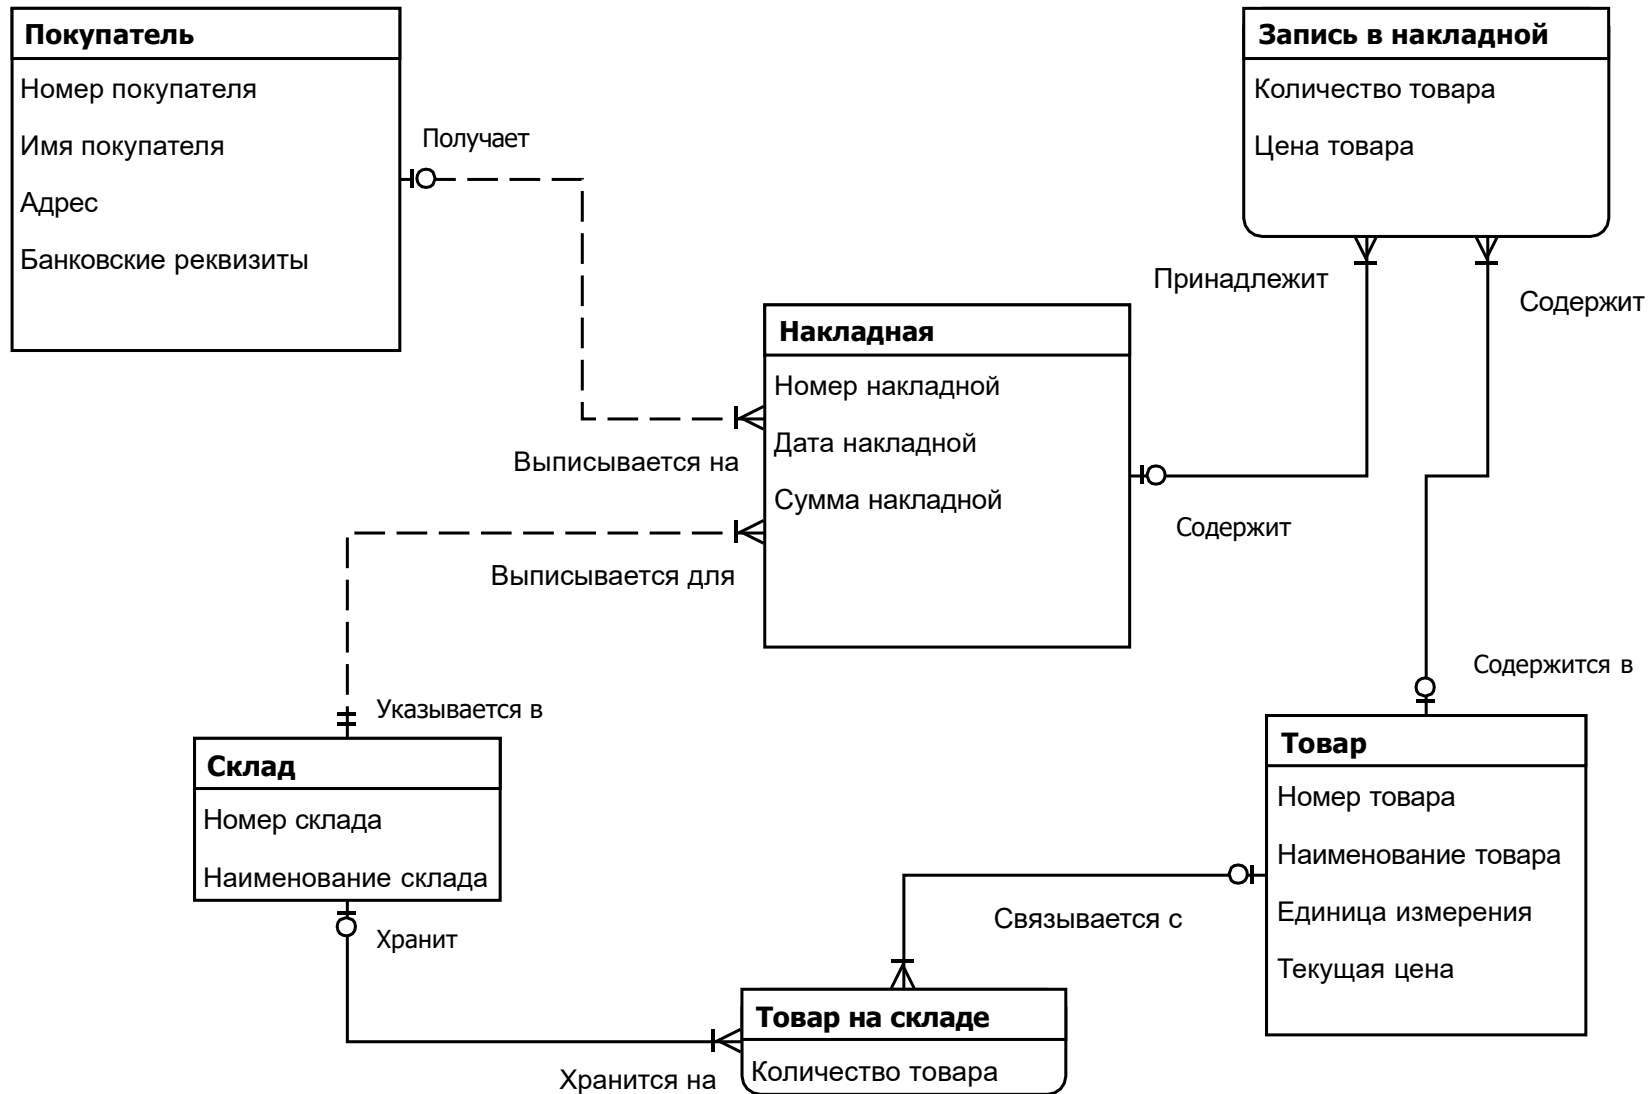 Покупатель
Номер покупателя
Имя покупателя
Адрес
Банковские реквизиты
Получает
Запись в накладной
Количество товара
Цена товара
Принадлежит
Содержит
Накладная
Номер накладной
Дата накладной
Сумма накладной
Выписывается на
Содержит
Выписывается для
Указывается в
Содержится в
Склад
Номер склада
Наименование склада
Товар
Номер товара
Наименование товара
Единица измерения
Текущая цена
Хранит
Связывается с
Товар на складе
Количество товара
Хранится на